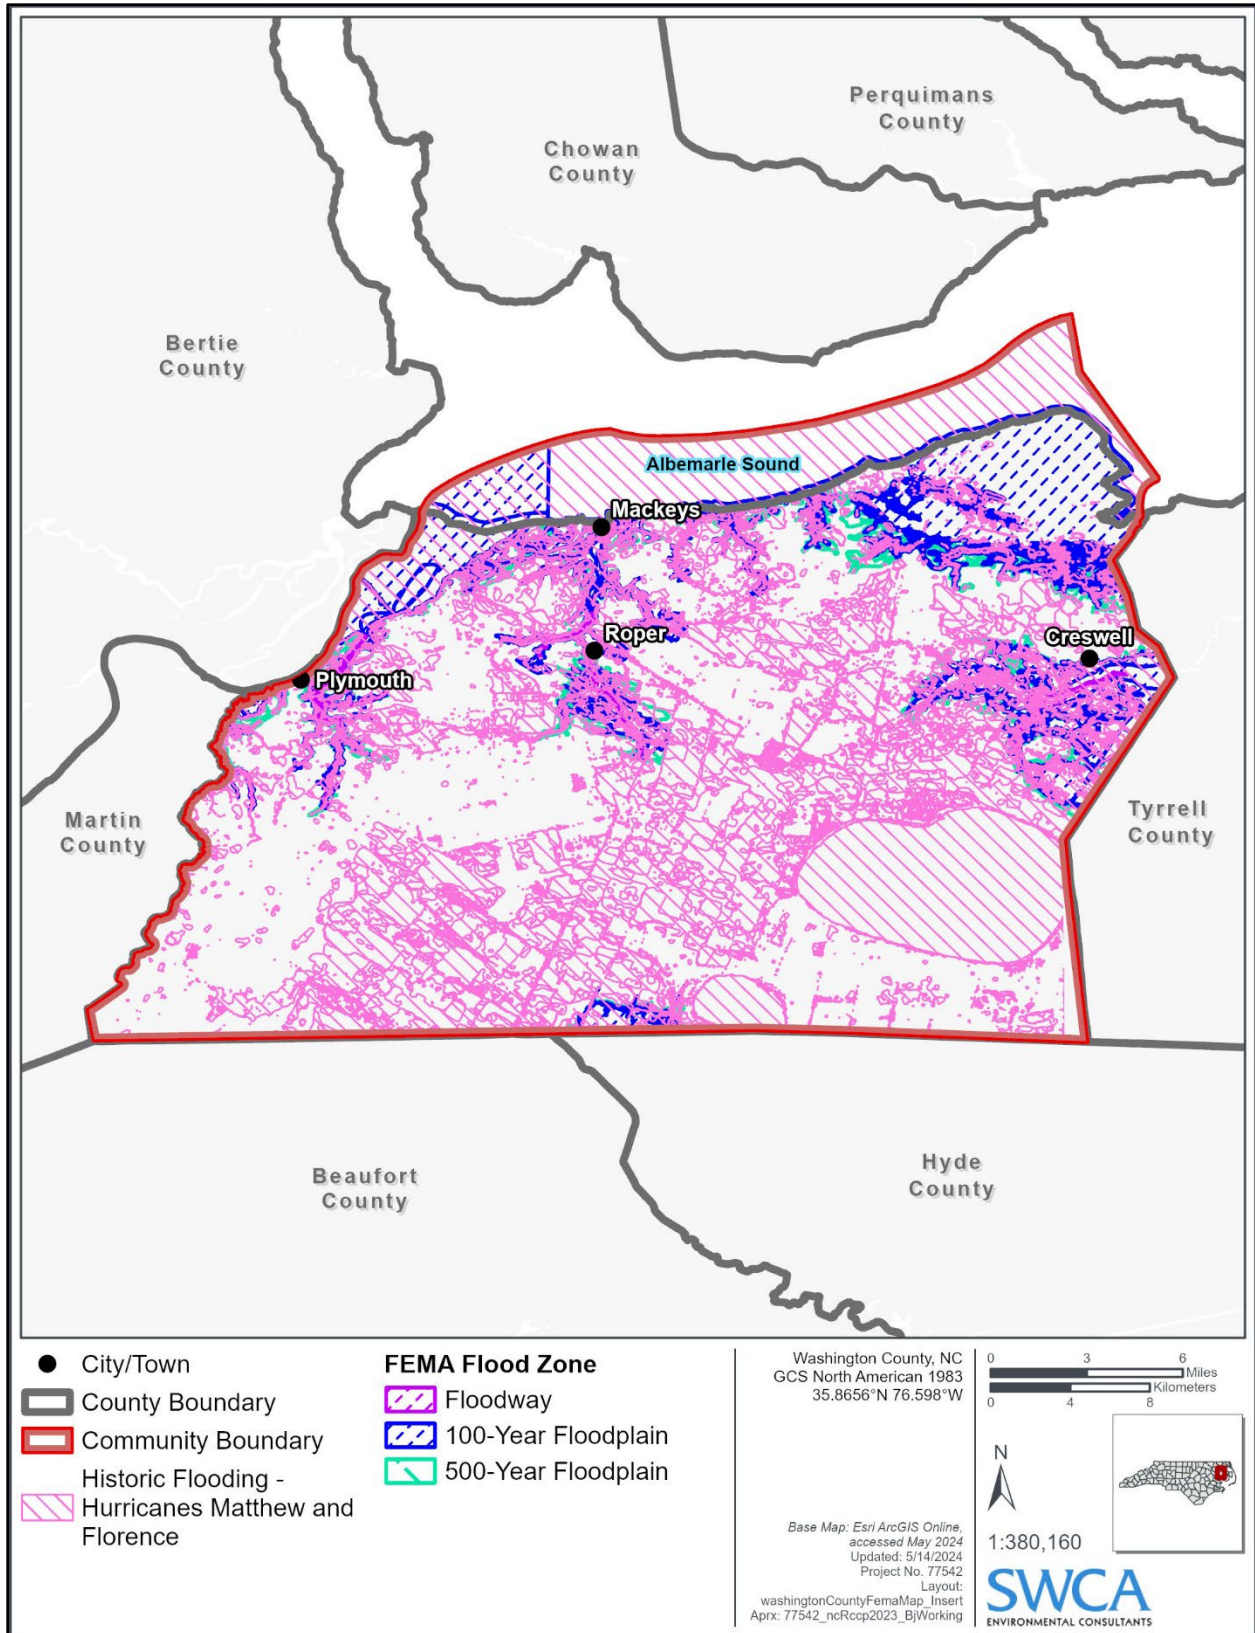 Perquimans
County
Chowan
County
Bertie
County
Albemarle Sound
Mackeys
Roper
Creswell
Plymouth
Martin
County
Tyrrell
County
Beaufort
County
Hyde
County
City/Town
County Boundary
Community Boundary
Historic Flooding -
Hurricanes Matthew and
Florence
FEMA Flood Zone
Floodway
100-Year Floodplain
500-Year Floodplain
Washington County, NC
GCS North American 1983
35.8656°N 76.598°W
Base Map: Esri ArcGIS Online,
accessed May 2024
Updated: 5/14/2024
Project No. 77542
Layout:
washingtonCountyFemaMap_Insert
Aprx: 77542_ncRccp2023_BjWorking
0 3 6
Miles
Kilometers
0 4 8
N
1:380,160
SWCA
ENVIRONMENTAL CONSULTANTS